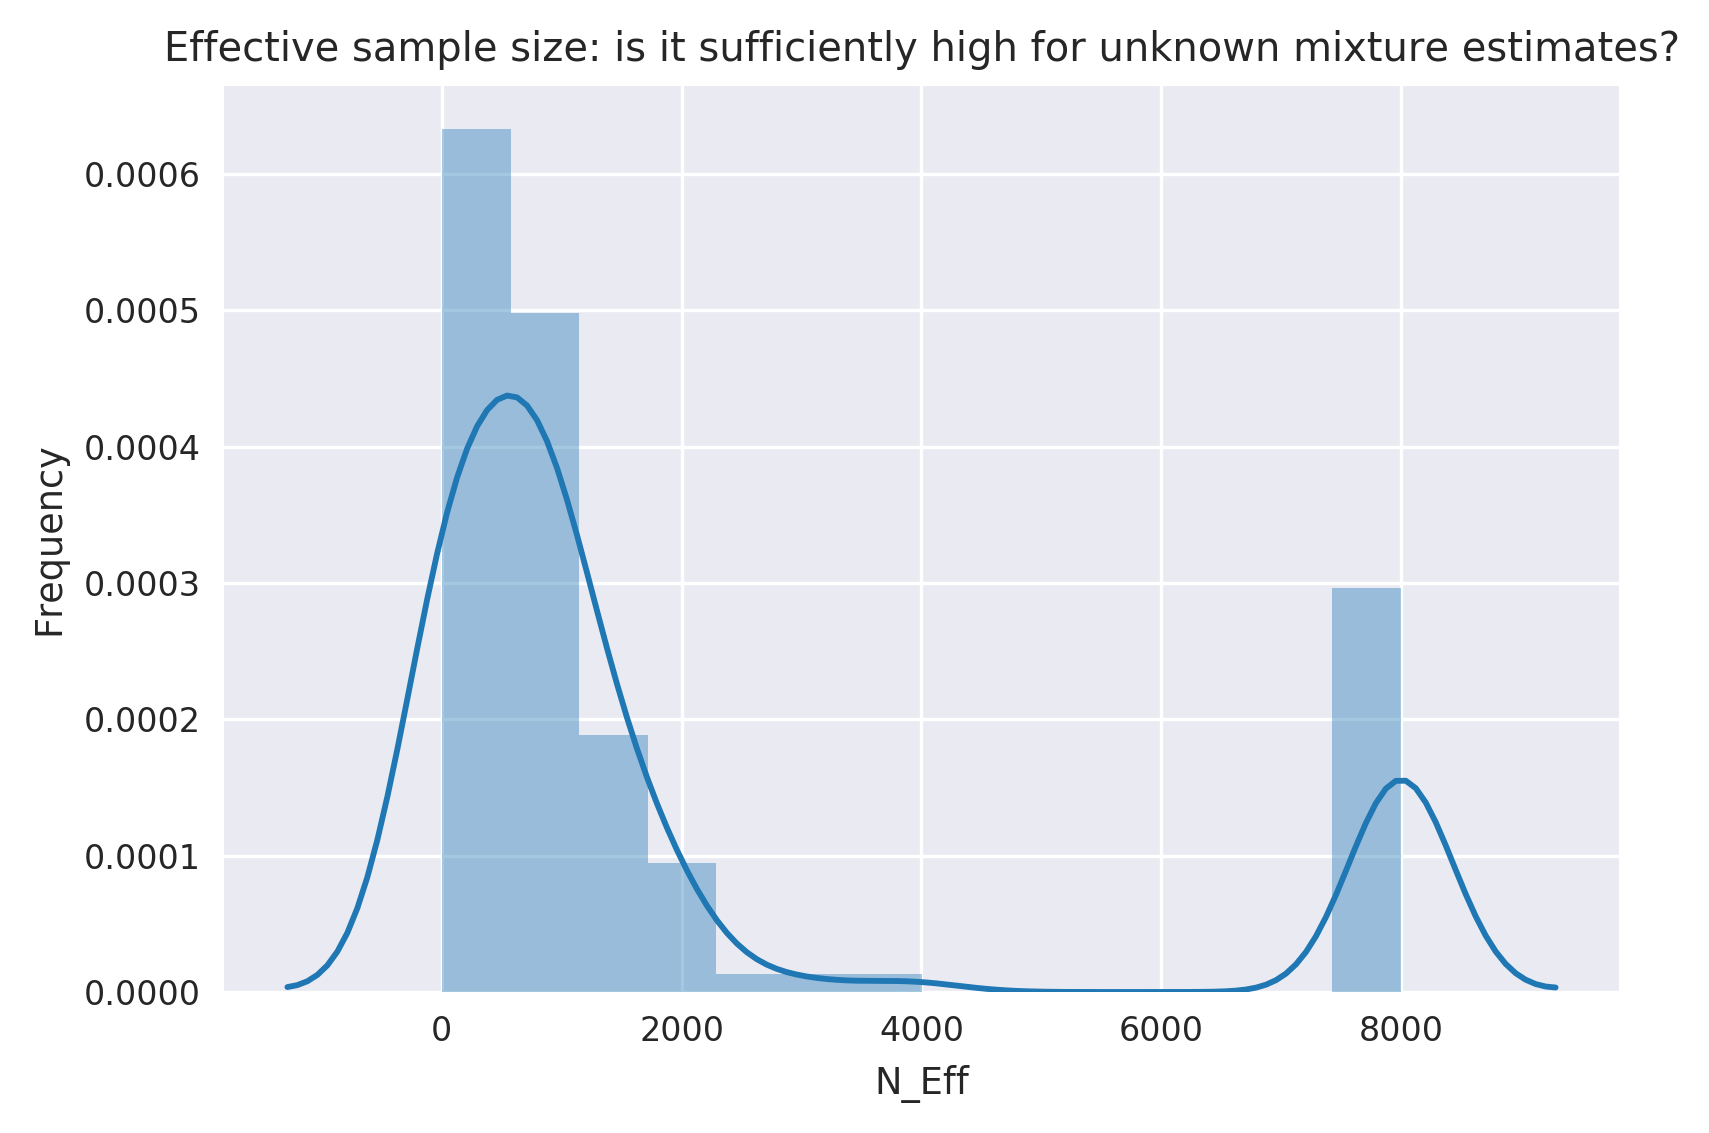 Effective sample size: is it sufficiently high for unknown mixture estimates?
0.0006
0.0005
0.0004
0.0003
0.0002
0.0001
0.0000
Frequency
0 2000 4000 6000 8000
N_Eff